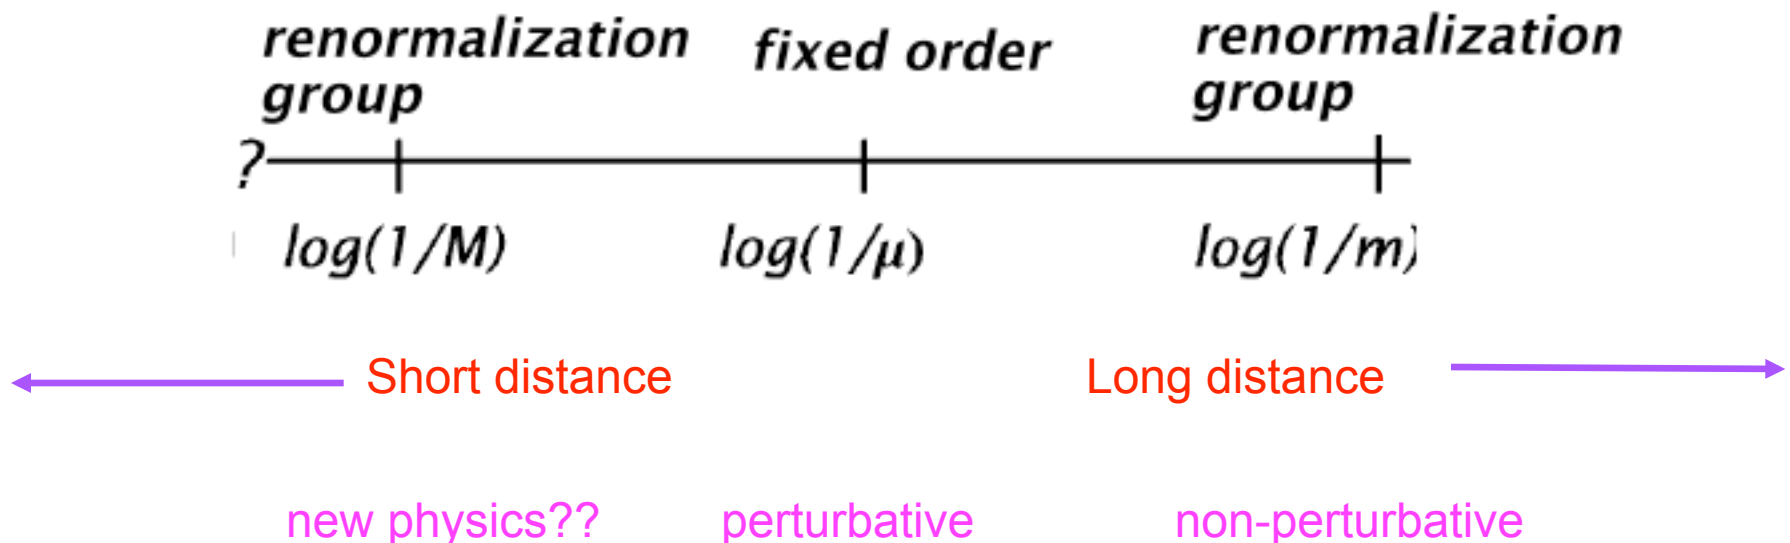 renormalization
group
fixed order
renormalization
group
?
log(1/M)
log(1/μ)
log(1/m)
Short distance
Long distance
new physics??
perturbative
non-perturbative